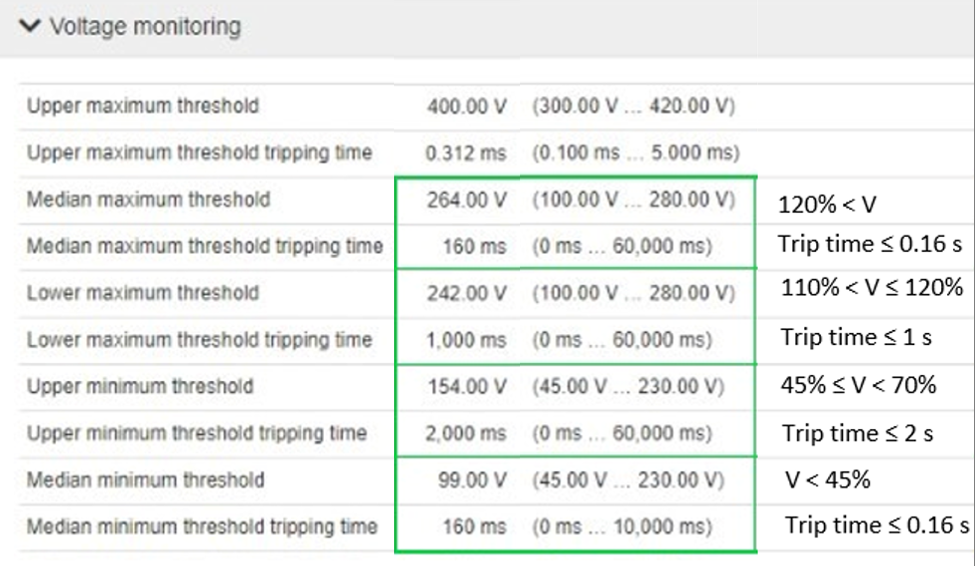 Voltage monitoring
Upper maximum threshold 400.00 V (300.00 V ... 420.00 V)
Upper maximum threshold tripping time 0.312 ms (0.100 ms ... 5.000 ms)
Median maximum threshold 264.00 V (100.00 V ... 280.00 V) 120% < V
Median maximum threshold tripping time 160 ms (0 ms ... 60,000 ms) Trip time ≤ 0.16 s
Lower maximum threshold 242.00 V (100.00 V ... 280.00 V) 110% < V ≤ 120%
Lower maximum threshold tripping time 1,000 ms (0 ms ... 60,000 ms) Trip time ≤ 1 s
Upper minimum threshold 154.00 V (45.00 V ... 230.00 V) 45% ≤ V < 70%
Upper minimum threshold tripping time 2,000 ms (0 ms ... 60,000 ms) Trip time ≤ 2 s
Median minimum threshold 99.00 V (45.00 V ... 230.00 V) V < 45%
Median minimum threshold tripping time 160 ms (0 ms ... 10,000 ms) Trip time ≤ 0.16 s